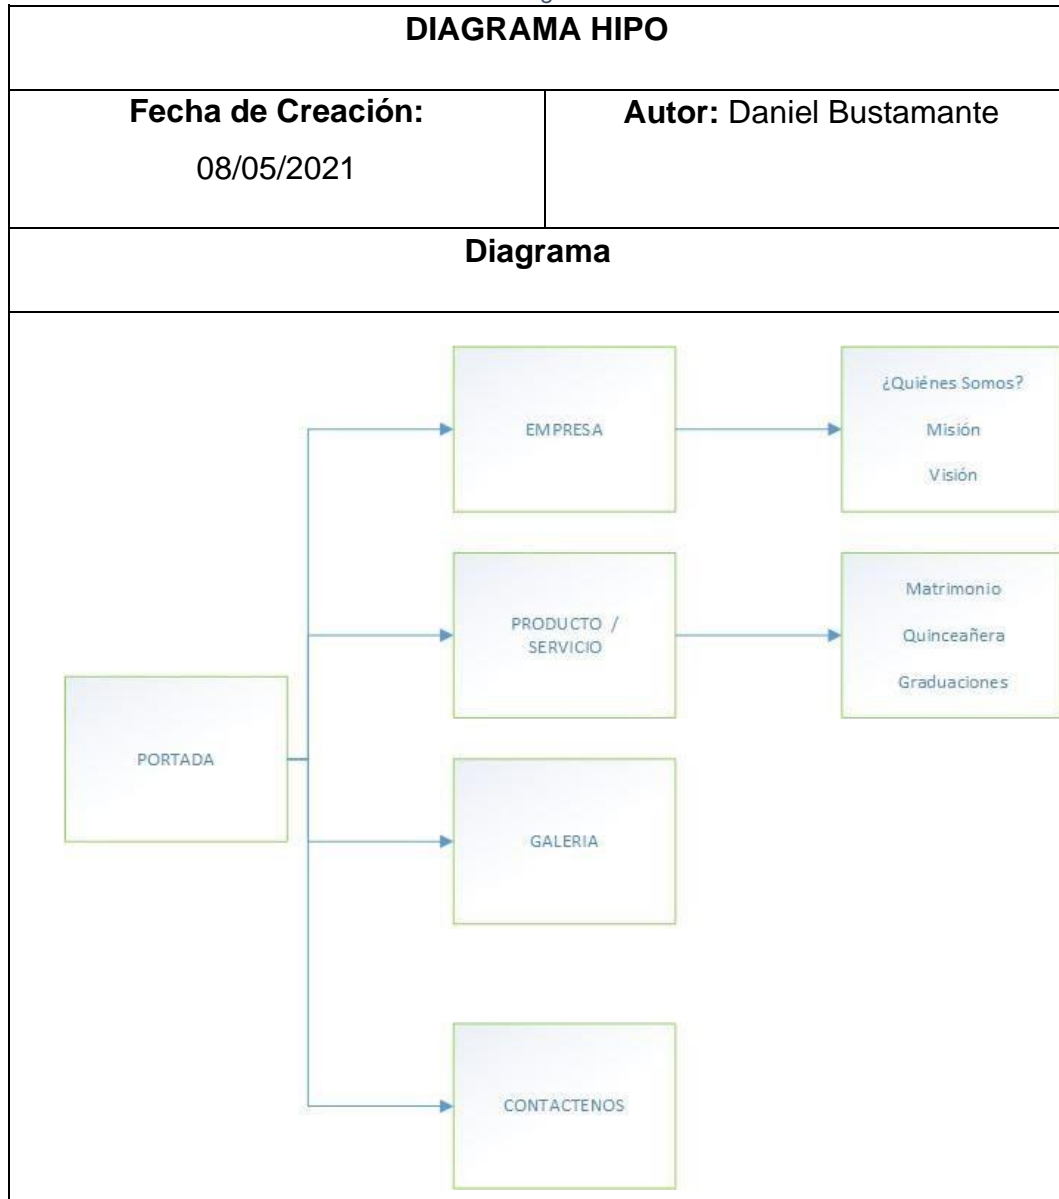 DIAGRAMA HIPO
Fecha de Creación:
08/05/2021
Autor: Daniel Bustamante
Diagrama
EMPRESA
¿Quiénes Somos?
Misión
Visión
PRODUCTO /
SERVICIO
Matrimonio
Quinceañera
Graduaciones
PORTADA
GALERIA
CONTACTENOS